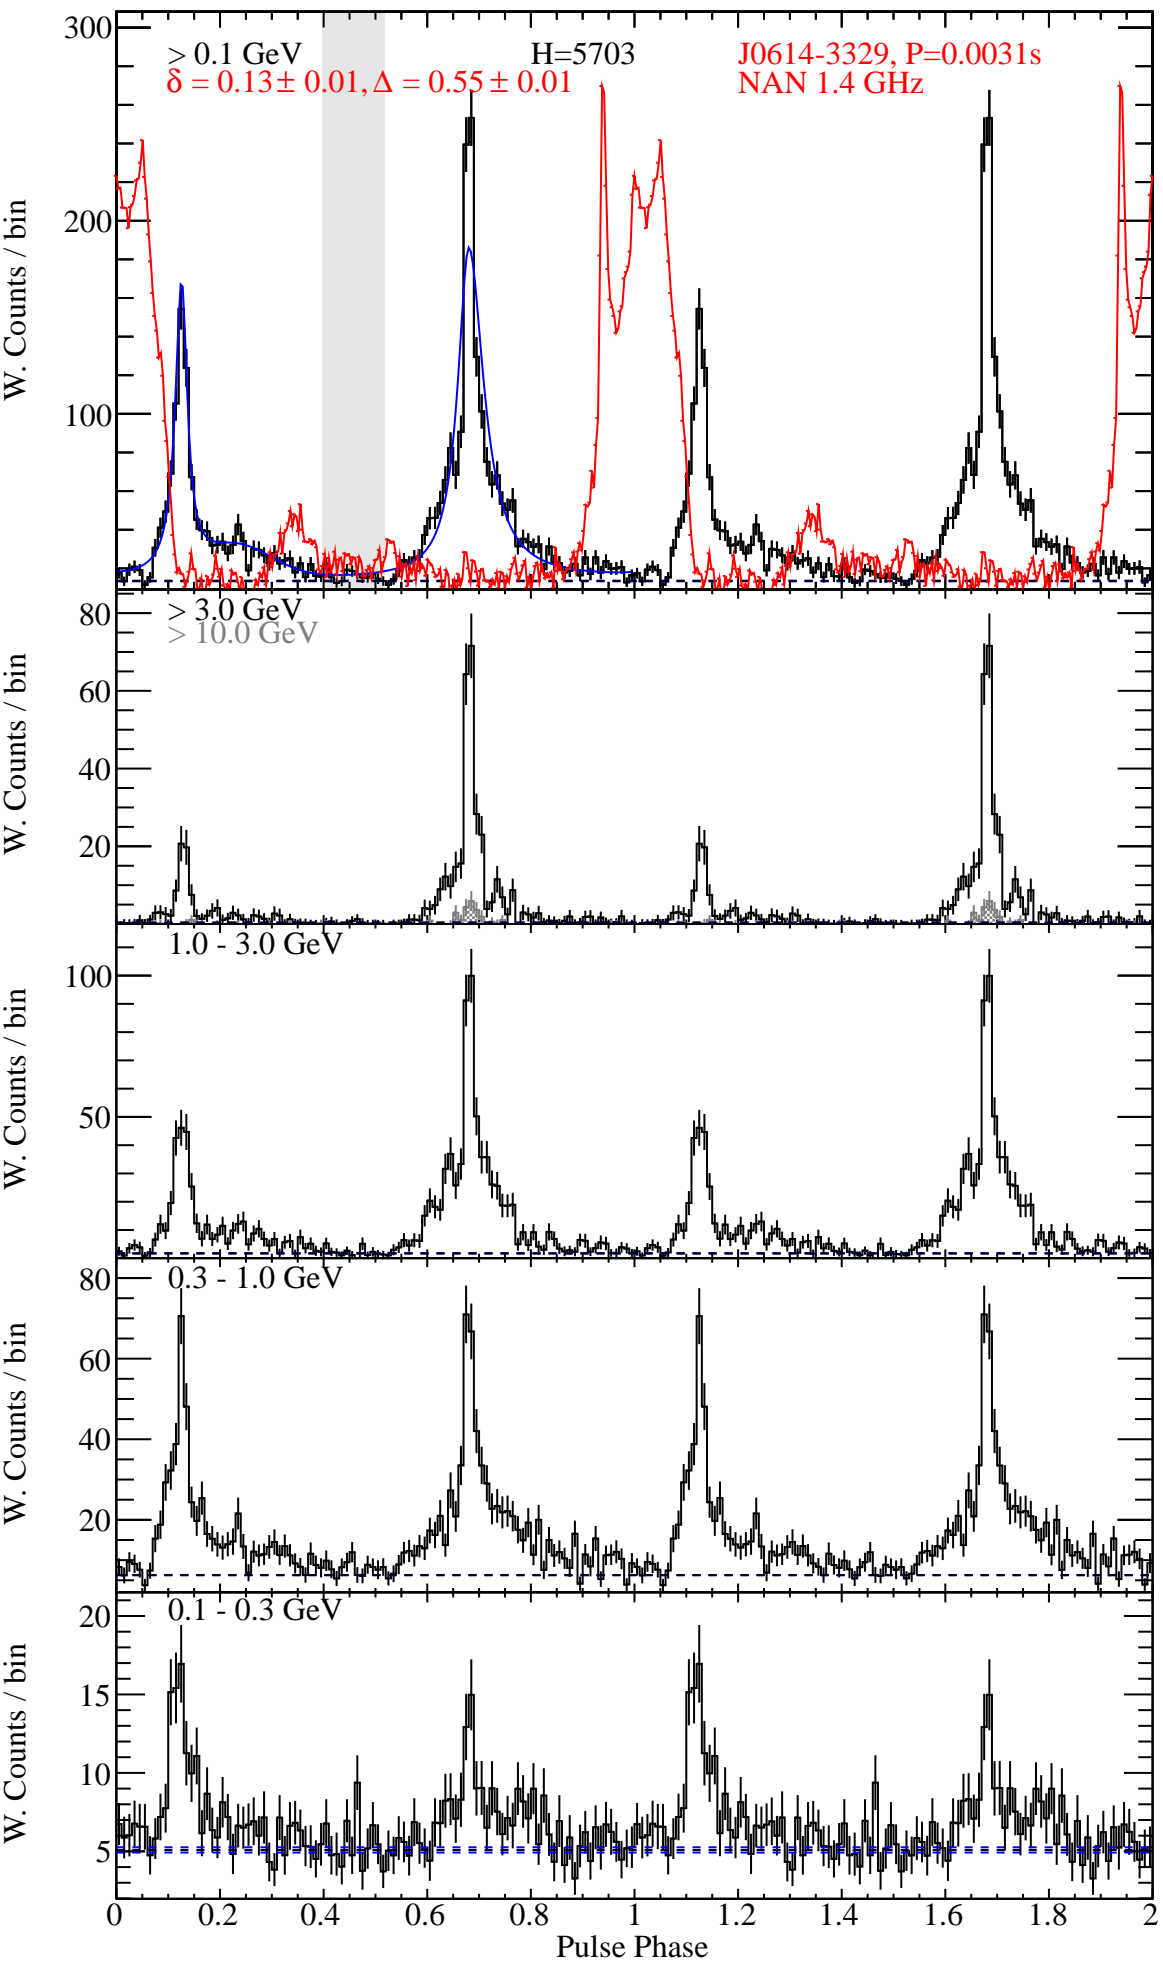 > 0.1 GeV H=5703 J0614-3329, P=0.0031s
δ = 0.13± 0.01, Δ = 0.55± 0.01 NAN 1.4 GHz
300
200
100
W. Counts / bin
> 3.0 GeV
> 10.0 GeV
80
60
40
20
W. Counts / bin
1.0 - 3.0 GeV
100
50
W. Counts / bin
0.3 - 1.0 GeV
80
60
40
20
W. Counts / bin
0.1 - 0.3 GeV
20
15
10
5
W. Counts / bin
0 0.2 0.4 0.6 0.8 1 1.2 1.4 1.6 1.8 2
Pulse Phase